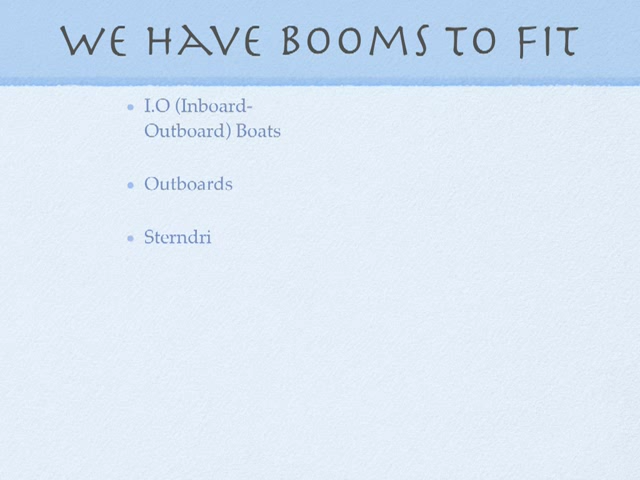 WE HAVE BOOMS TO FIT
• I.O (Inboard-
Outboard) Boats
• Outboards
• Sterndri